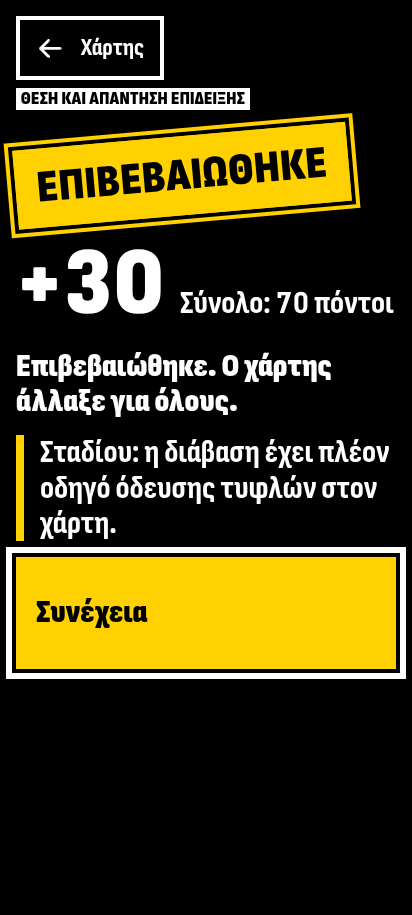 Χάρτης
ΘΕΣΗ ΚΑΙ ΑΠΑΝΤΗΣΗ ΕΠΙΔΕΙΞΗΣ
ΕΠΙΒΕΒΑΙΩΘΗΚΕ
+30 Σύνολο: 70 πόντοι
Επιβεβαιώθηκε. Ο χάρτης
άλλαξε για όλους.
Σταδίου: η διάβαση έχει πλέον
οδηγό όδευσης τυφλών στον
χάρτη.
Συνέχεια